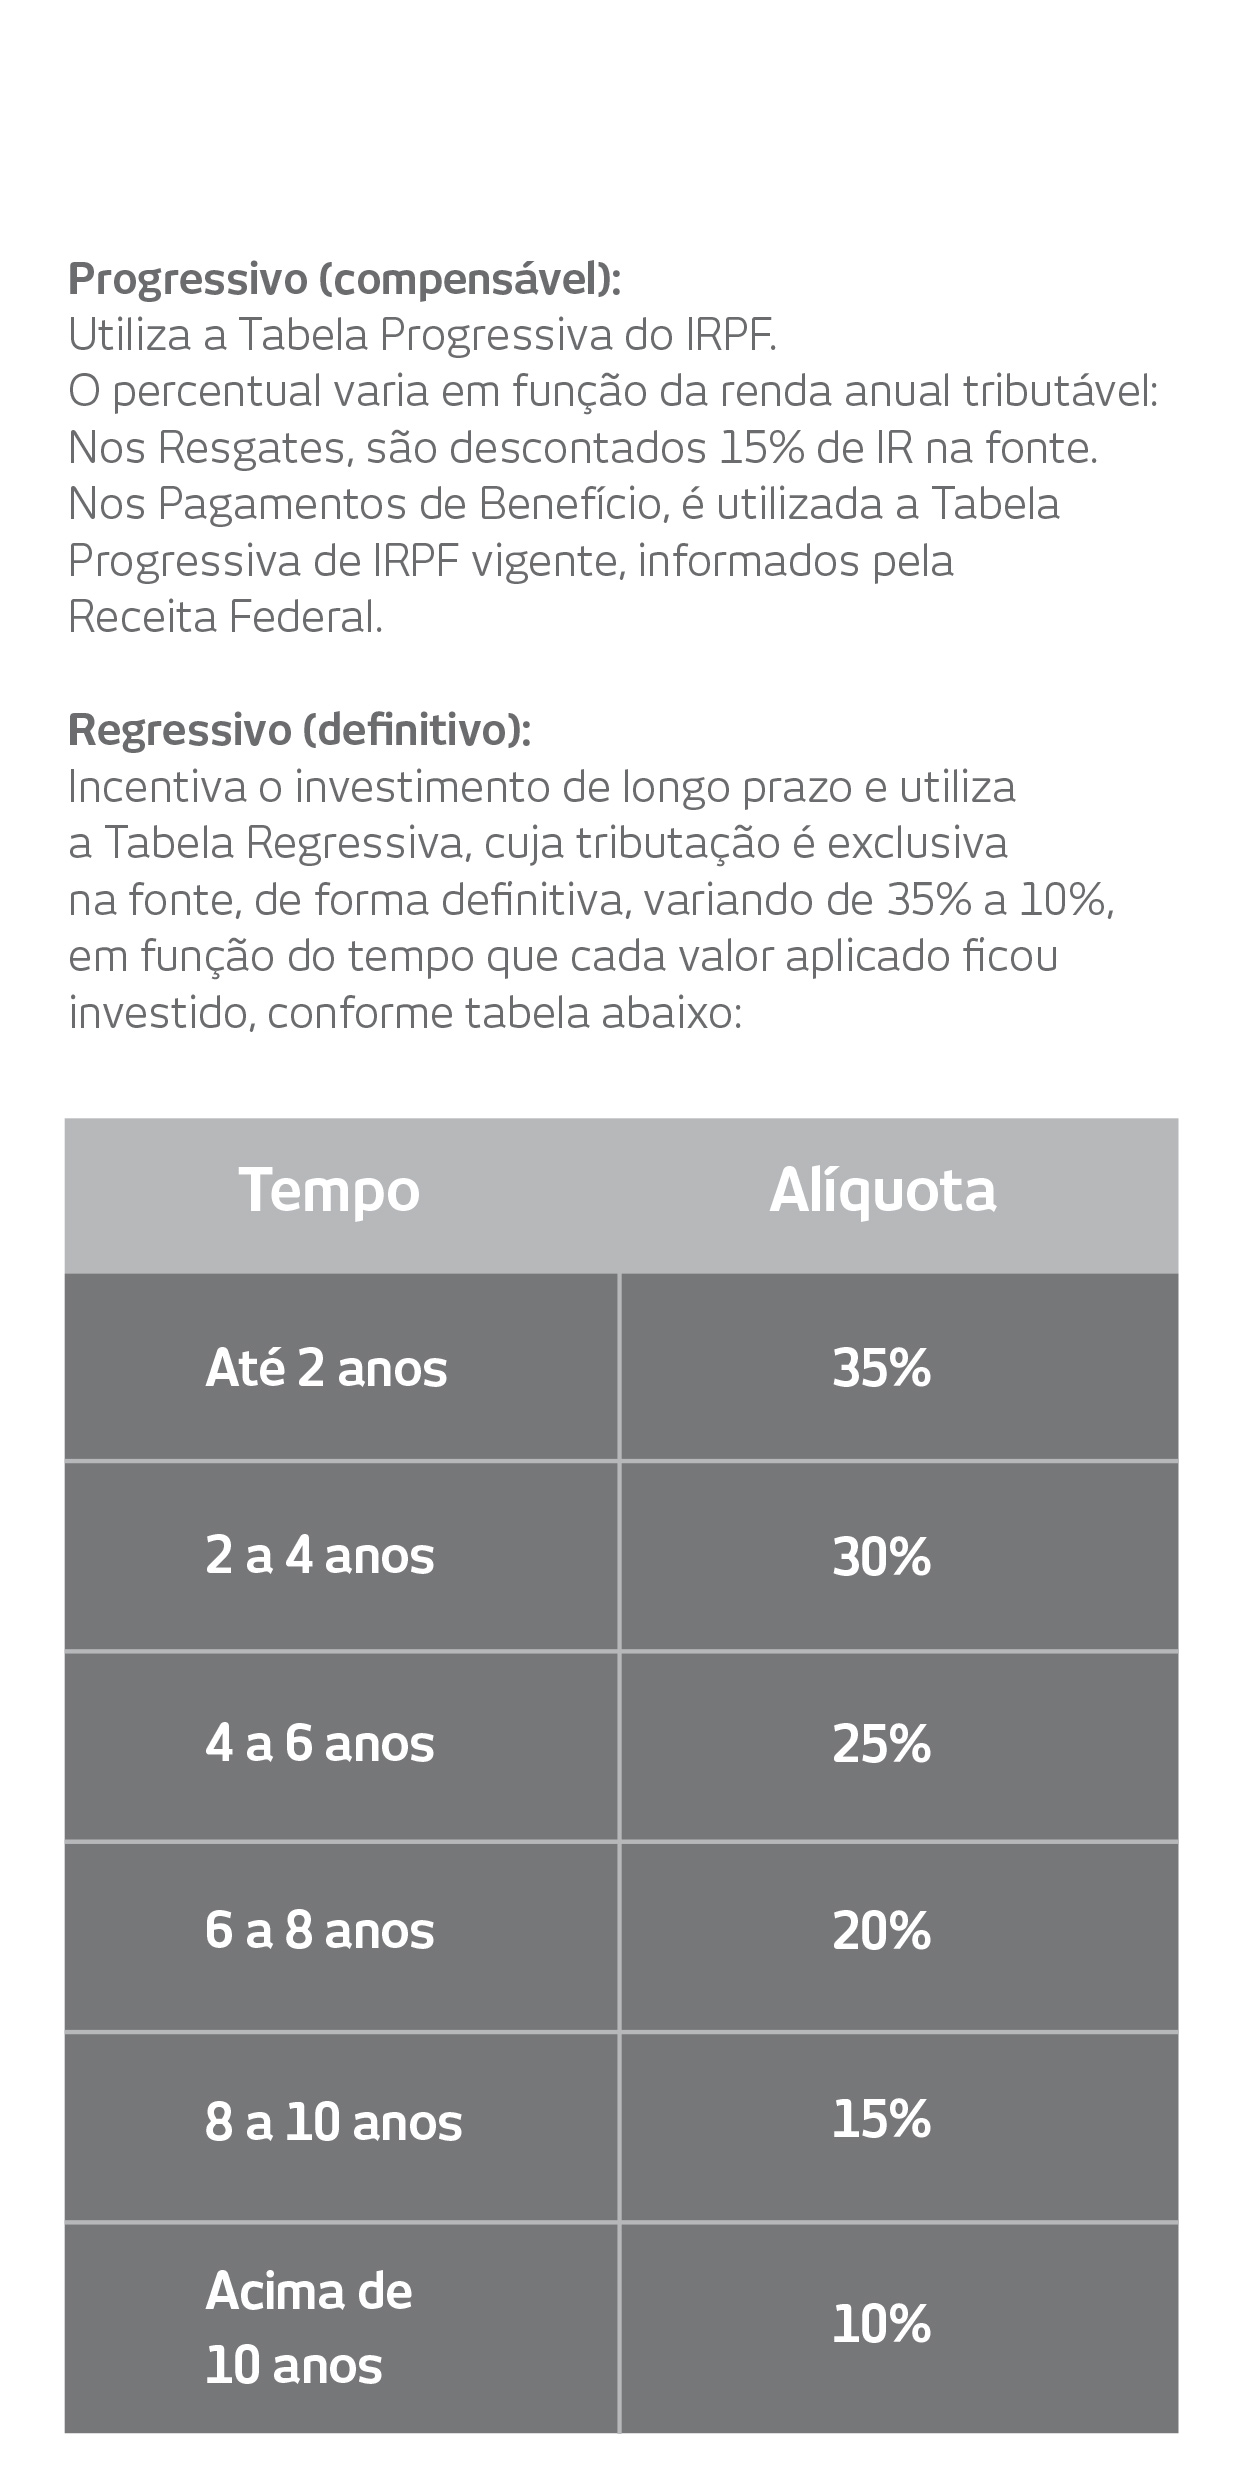 Progressivo (compensável):
Utiliza a Tabela Progressiva do IRPF.
O percentual varia em função da renda anual tributável:
Nos Resgates, são descontados 15% de IR na fonte.
Nos Pagamentos de Benefício, é utilizada a Tabela
Progressiva de IRPF vigente, informados pela
Receita Federal.
Regressivo (definitivo):
Incentiva o investimento de longo prazo e utiliza
a Tabela Regressiva, cuja tributação é exclusiva
na fonte, de forma definitiva, variando de 35% a 10%,
em função do tempo que cada valor aplicado ficou
investido, conforme tabela abaixo:
Tempo Alíquota
Até 2 anos 35%
2 a 4 anos 30%
4 a 6 anos 25%
6 a 8 anos 20%
8 a 10 anos 15%
Acima de
10 anos 10%